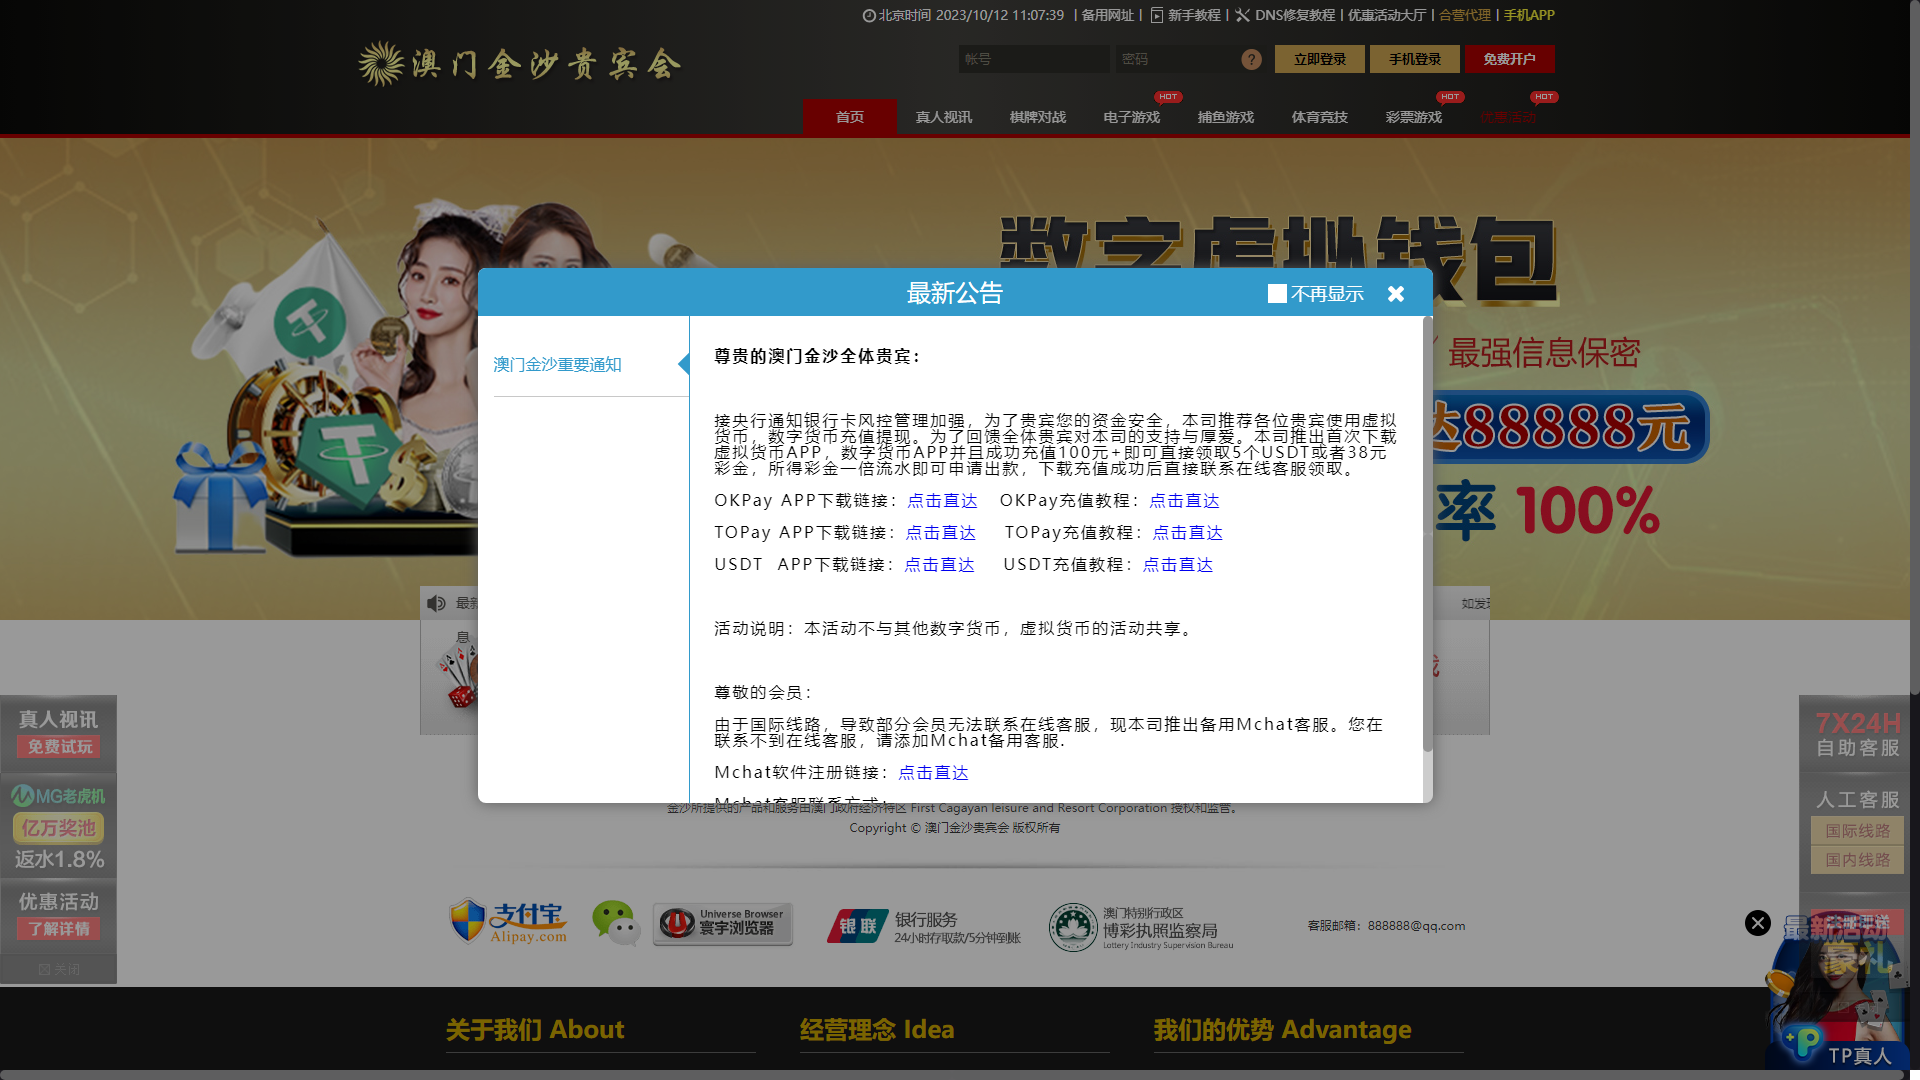 北京时间 2023/10/12 11:07:39 | 备用网址 | 新手教程 | DNS修复教程 | 优惠活动大厅 | 合营代理 | 手机APP
澳门金沙贵宾会
帐号 密码 ? 立即登录 手机登录 免费开户
HOT HOT HOT
首页 真人视讯 棋牌对战 电子游戏 捕鱼游戏 体育竞技 彩票游戏 优惠活动
数字虚拟钱包
最强信息保密
达88888元
率 100%
最新公告 不再显示
澳门金沙重要通知
尊贵的澳门金沙全体贵宾：
接央行通知银行卡风控管理加强，为了贵宾您的资金安全，本司推荐各位贵宾使用虚拟
货币，数字货币充值提现。为了回馈全体贵宾对本司的支持与厚爱。本司推出首次下载
虚拟货币APP，数字货币APP并且成功充值100元+即可直接领取5个USDT或者38元
彩金，所得彩金一倍流水即可申请出款，下载充值成功后直接联系在线客服领取。
OKPay APP下载链接：点击直达 OKPay充值教程：点击直达
TOPay APP下载链接：点击直达 TOPay充值教程：点击直达
USDT APP下载链接：点击直达 USDT充值教程：点击直达
活动说明：本活动不与其他数字货币，虚拟货币的活动共享。
尊敬的会员：
由于国际线路，导致部分会员无法联系在线客服，现本司推出备用Mchat客服。您在
联系不到在线客服，请添加Mchat备用客服.
Mchat软件注册链接：点击直达
Mchat客服联系方式：
最新
息
如发现
真人视讯
免费试玩
MG老虎机
亿万奖池
返水1.8%
优惠活动
了解详情
关闭
7X24H
自助客服
人工客服
国际线路
国内线路
金沙所提供的产品和服务由澳门政府经济特区 First Cagayan leisure and Resort Corporation 授权和监管。
Copyright © 澳门金沙贵宾会 版权所有
支付宝
Alipay.com
Universe Browser
寰宇浏览器
银联
银行服务
24小时存取款/5分钟到账
澳门特别行政区
博彩执照监察局
Lottery Industry Supervision Bureau
客服邮箱：888888@qq.com
最新活动
豪礼
TP真人
关于我们 About
经营理念 Idea
我们的优势 Advantage